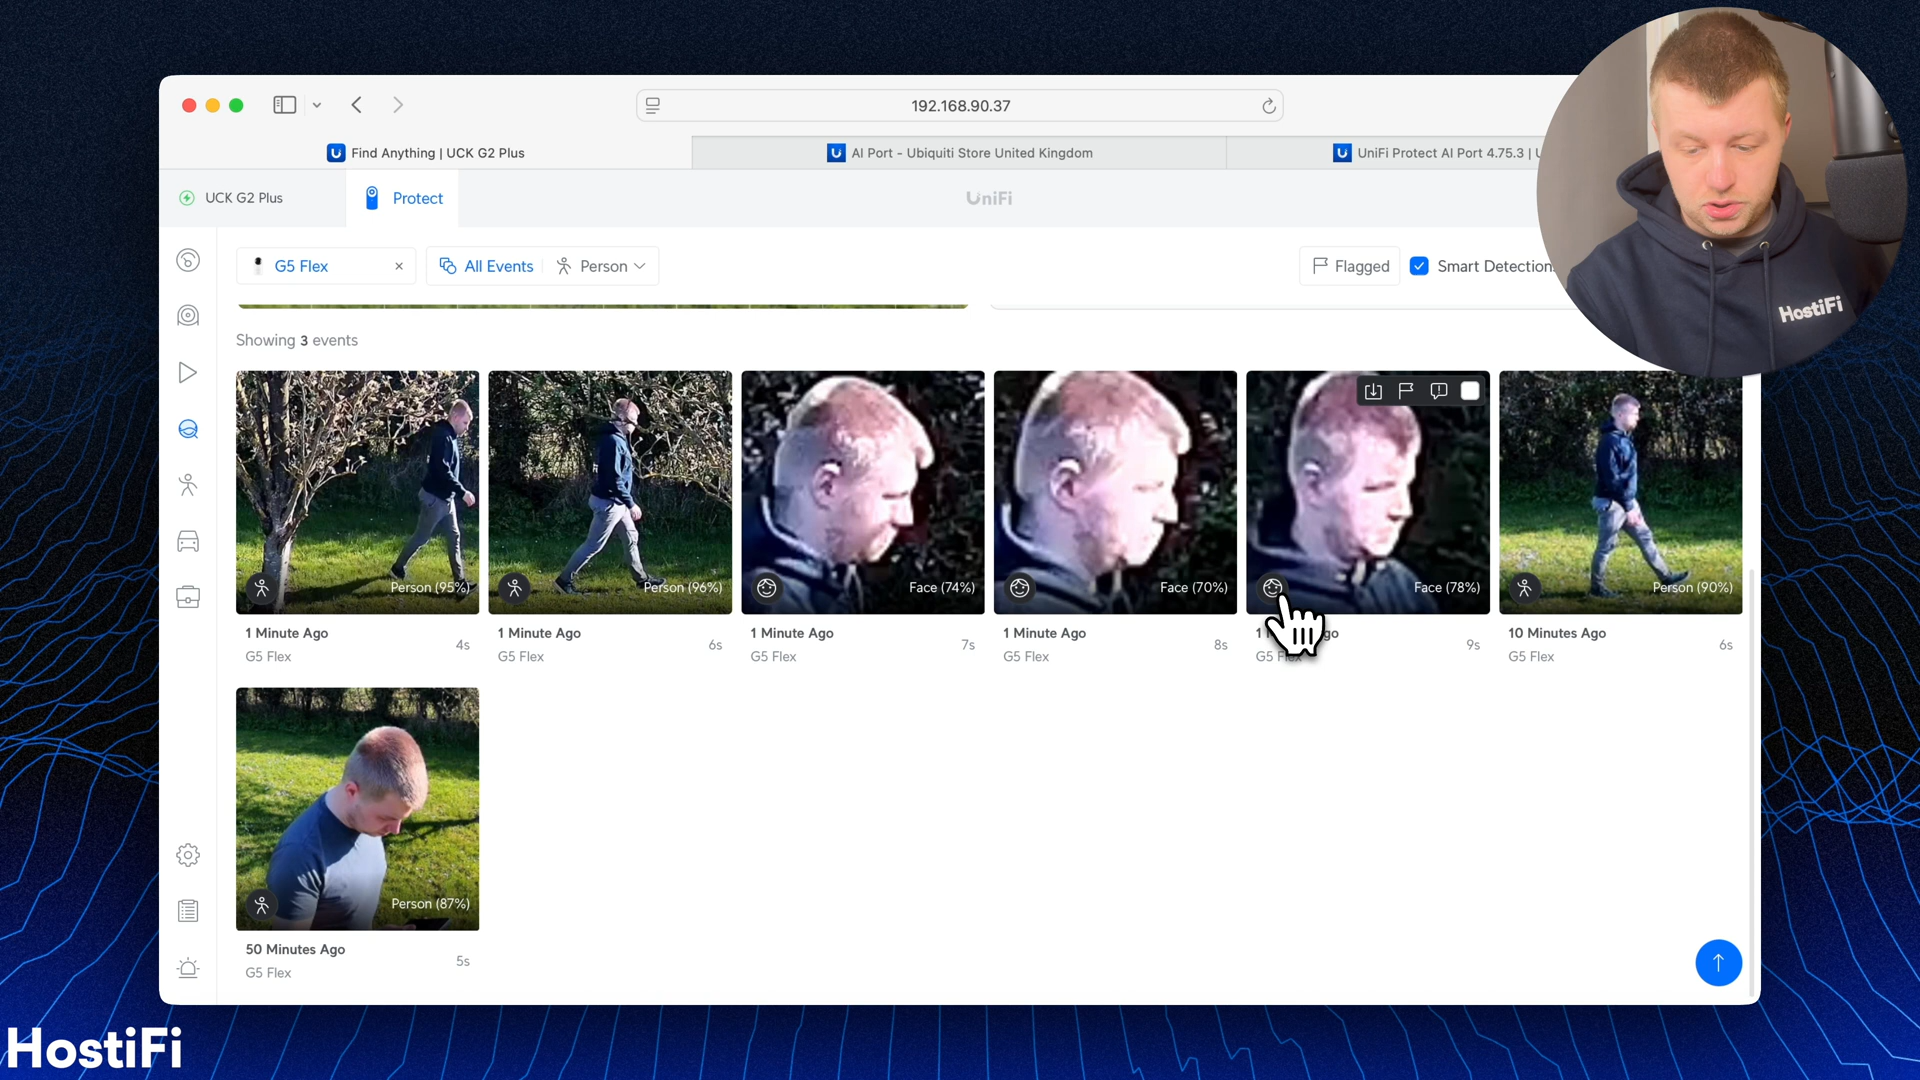 192.168.90.37
Find Anything | UCK G2 Plus
AI Port - Ubiquiti Store United Kingdom
UniFi Protect AI Port 4.75.3 |
UCK G2 Plus
Protect
UniFi
G5 Flex
All Events
Person
Flagged
Smart Detection
HostiFi
Showing 3 events
Person (95%)
Person (96%)
Face (74%)
Face (70%)
Face (78%)
Person (90%)
1 Minute Ago
G5 Flex
4s
1 Minute Ago
G5 Flex
6s
1 Minute Ago
G5 Flex
7s
1 Minute Ago
G5 Flex
8s
G5
9s
10 Minutes Ago
G5 Flex
6s
Person (87%)
50 Minutes Ago
G5 Flex
5s
HostiFi